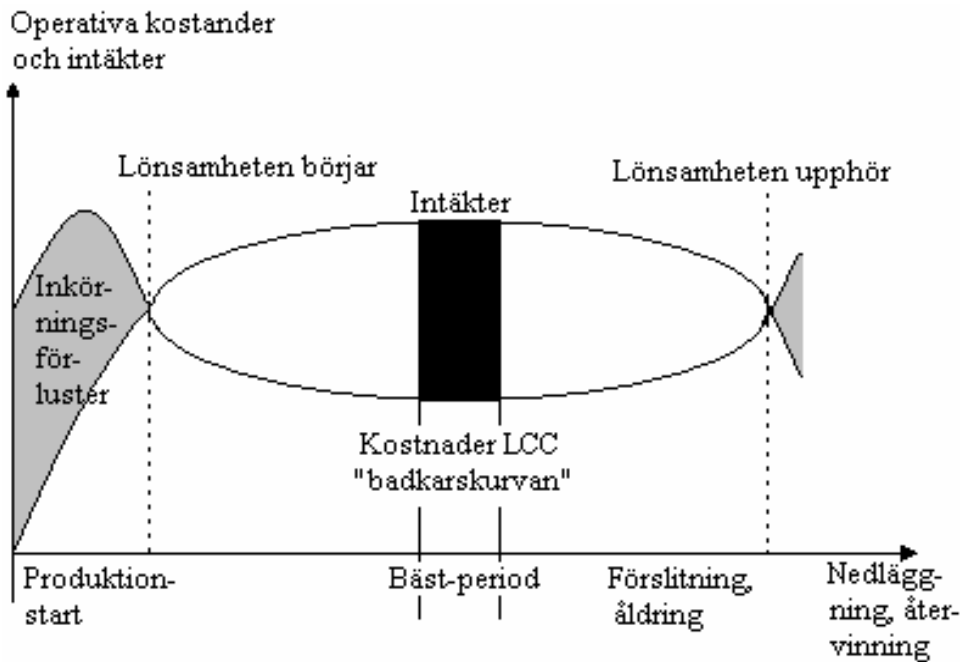 Operativa kostander
och intäkter
Lönsamheten börjar
Lönsamheten upphör
Intäkter
Inkör-
nings-
för-
luster
Kostnader LCC
"badkarskurvan"
Produktion-
start
Bäst-period
Förslitning,
åldring
Nedlägg-
ning, åter-
vinning